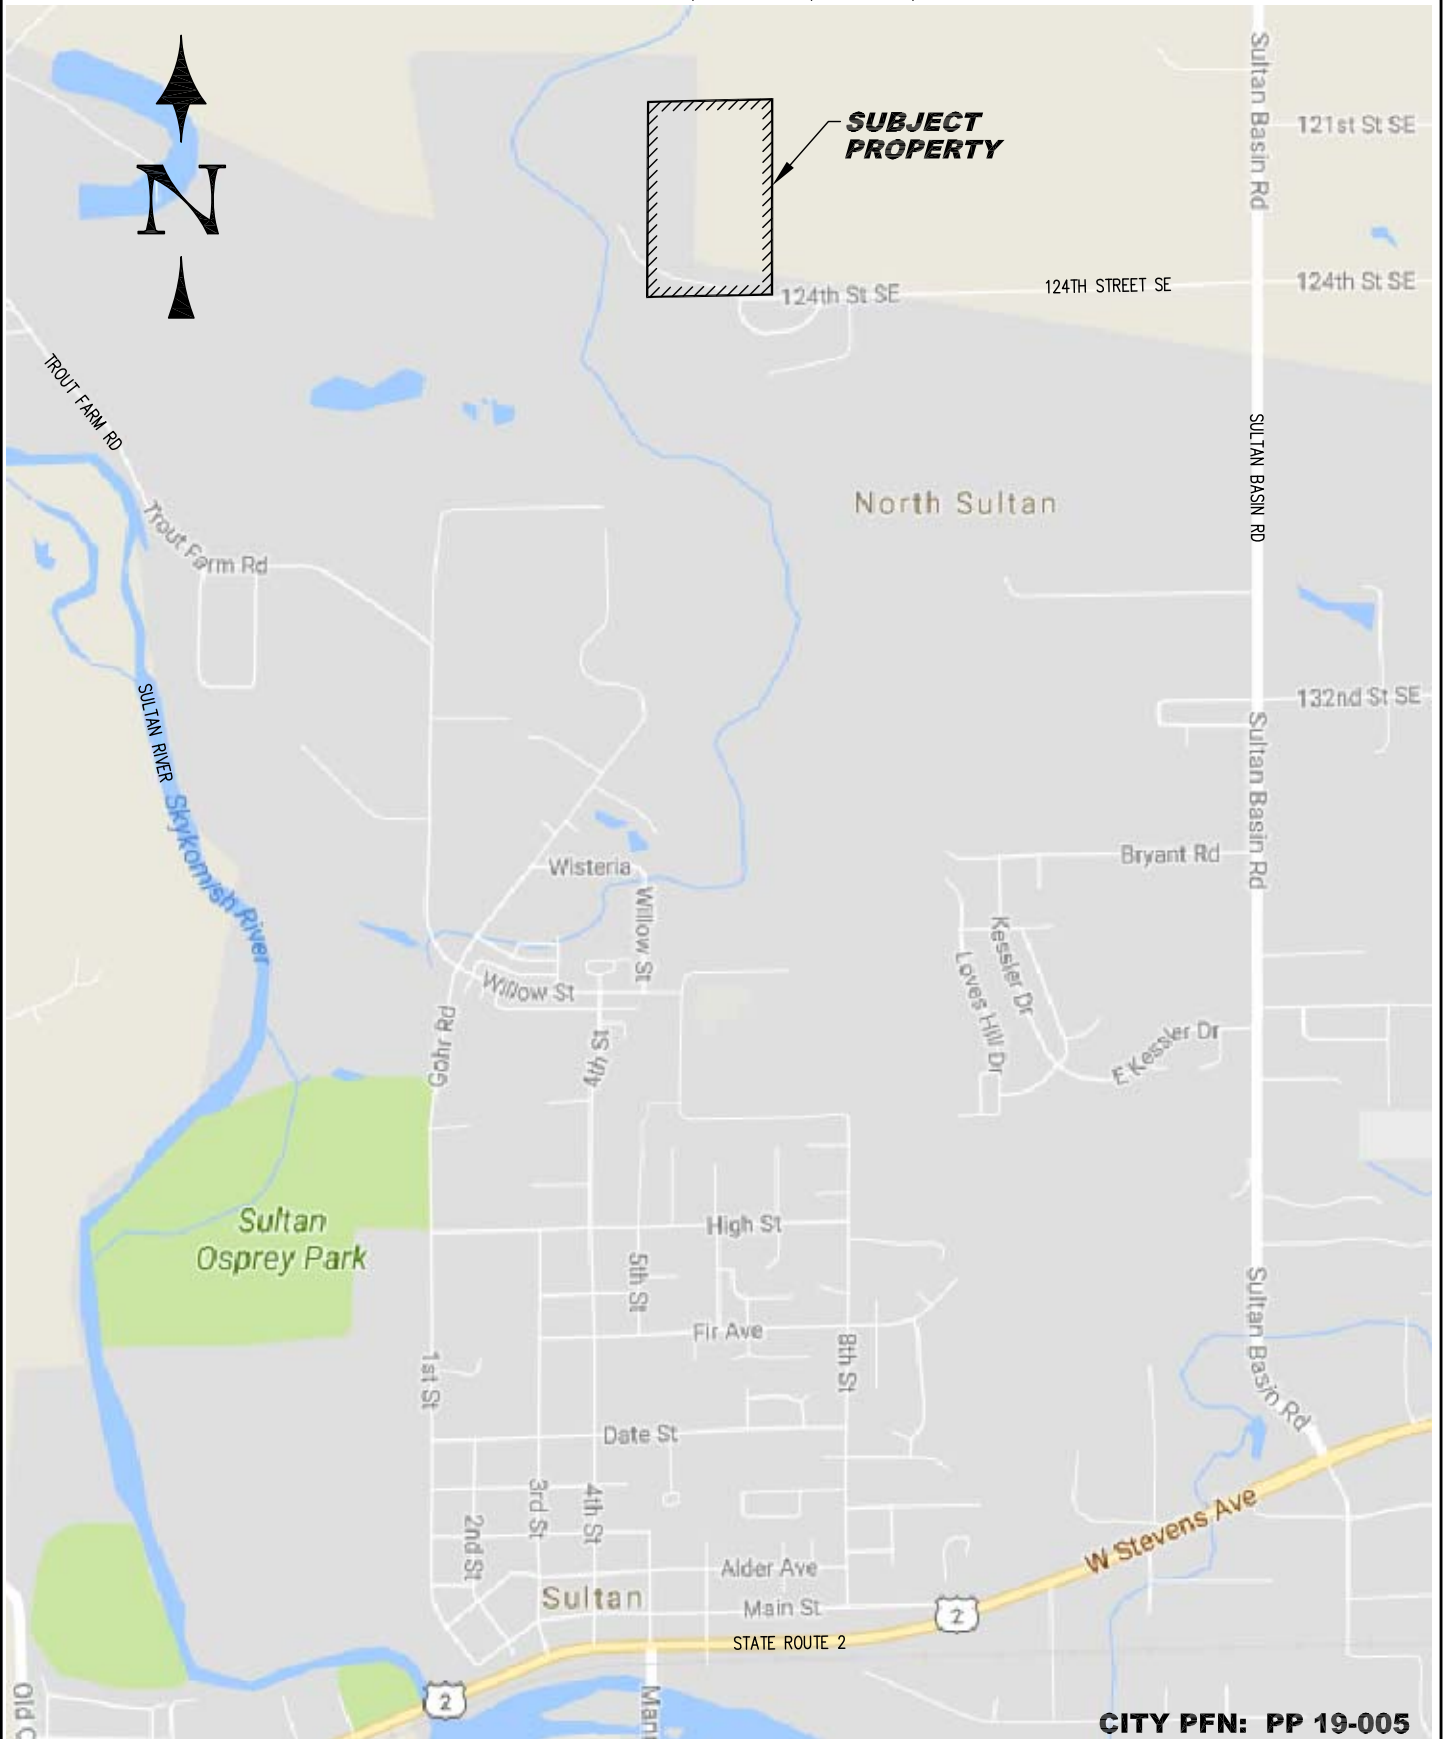 N
SUBJECT
PROPERTY
Sultan Basin Rd
121st St SE
124th St SE
124TH STREET SE
124th St SE
TROUT FARM RD
SULTAN BASIN RD
North Sultan
Trout Farm Rd
132nd St SE
SULTAN RIVER
Skykomish River
Sultan Basin Rd
Bryant Rd
Wisteria
Willow St
Willow St
Kessler Dr
Loves Hill Dr
E Kessler Dr
Gohr Rd
4th St
Sultan
Osprey Park
High St
5th St
Fir Ave
8th St
1st St
Sultan Basin Rd
Date St
3rd St
4th St
2nd St
W Stevens Ave
Alder Ave
Sultan
Main St
2
STATE ROUTE 2
2
Old
CITY PFN: PP 19-005